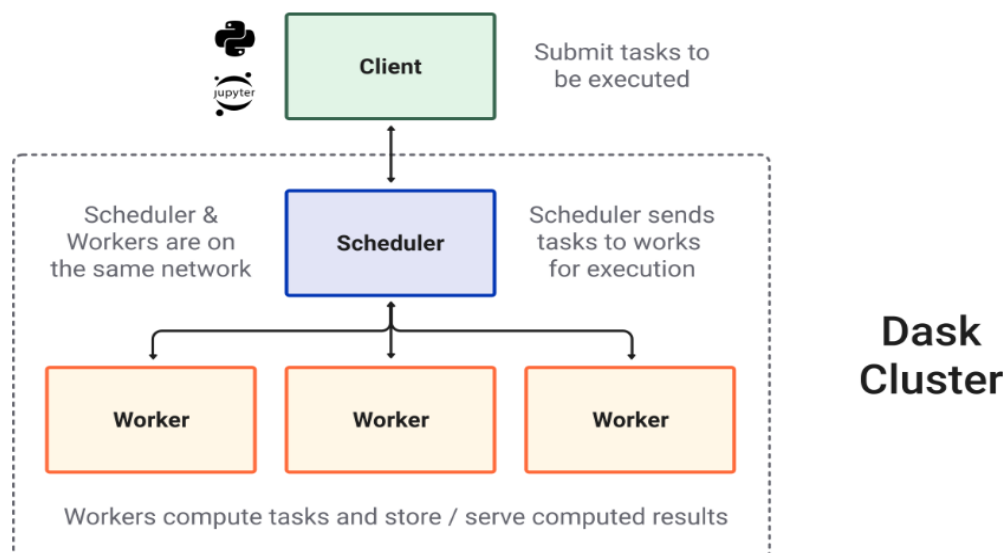 Client
Submit tasks to
be executed
jupyter
Scheduler &
Workers are on
the same network
Scheduler
Scheduler sends
tasks to works
for execution
Dask
Cluster
Worker
Worker
Worker
Workers compute tasks and store / serve computed results